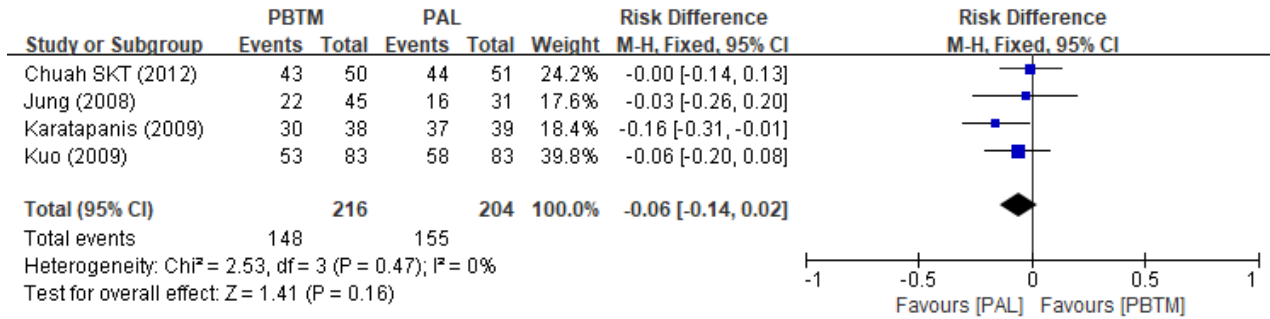 PBTM PAL Risk Difference Risk Difference
Study or Subgroup Events Total Events Total Weight M-H, Fixed, 95% CI M-H, Fixed, 95% CI
Chuah SKT (2012) 43 50 44 51 24.2% -0.00 [-0.14, 0.13]
Jung (2008) 22 45 16 31 17.6% -0.03 [-0.26, 0.20]
Karatapanis (2009) 30 38 37 39 18.4% -0.16 [-0.31, -0.01]
Kuo (2009) 53 83 58 83 39.8% -0.06 [-0.20, 0.08]
Total (95% CI) 216 204 100.0% -0.06 [-0.14, 0.02]
Total events 148 155
Heterogeneity: Chi² = 2.53, df = 3 (P = 0.47); I² = 0%
Test for overall effect: Z = 1.41 (P = 0.16)
-1 -0.5 0 0.5 1
Favours [PAL] Favours [PBTM]